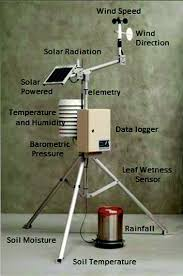 Wind Speed
Wind
Direction
Solar Radiation
Solar
Powered
Telemetry
Temperature
and Humidity
Data logger
Barometric
Pressure
Leaf Wetness
Sensor
Rainfall
Soil Moisture
Soil Temperature